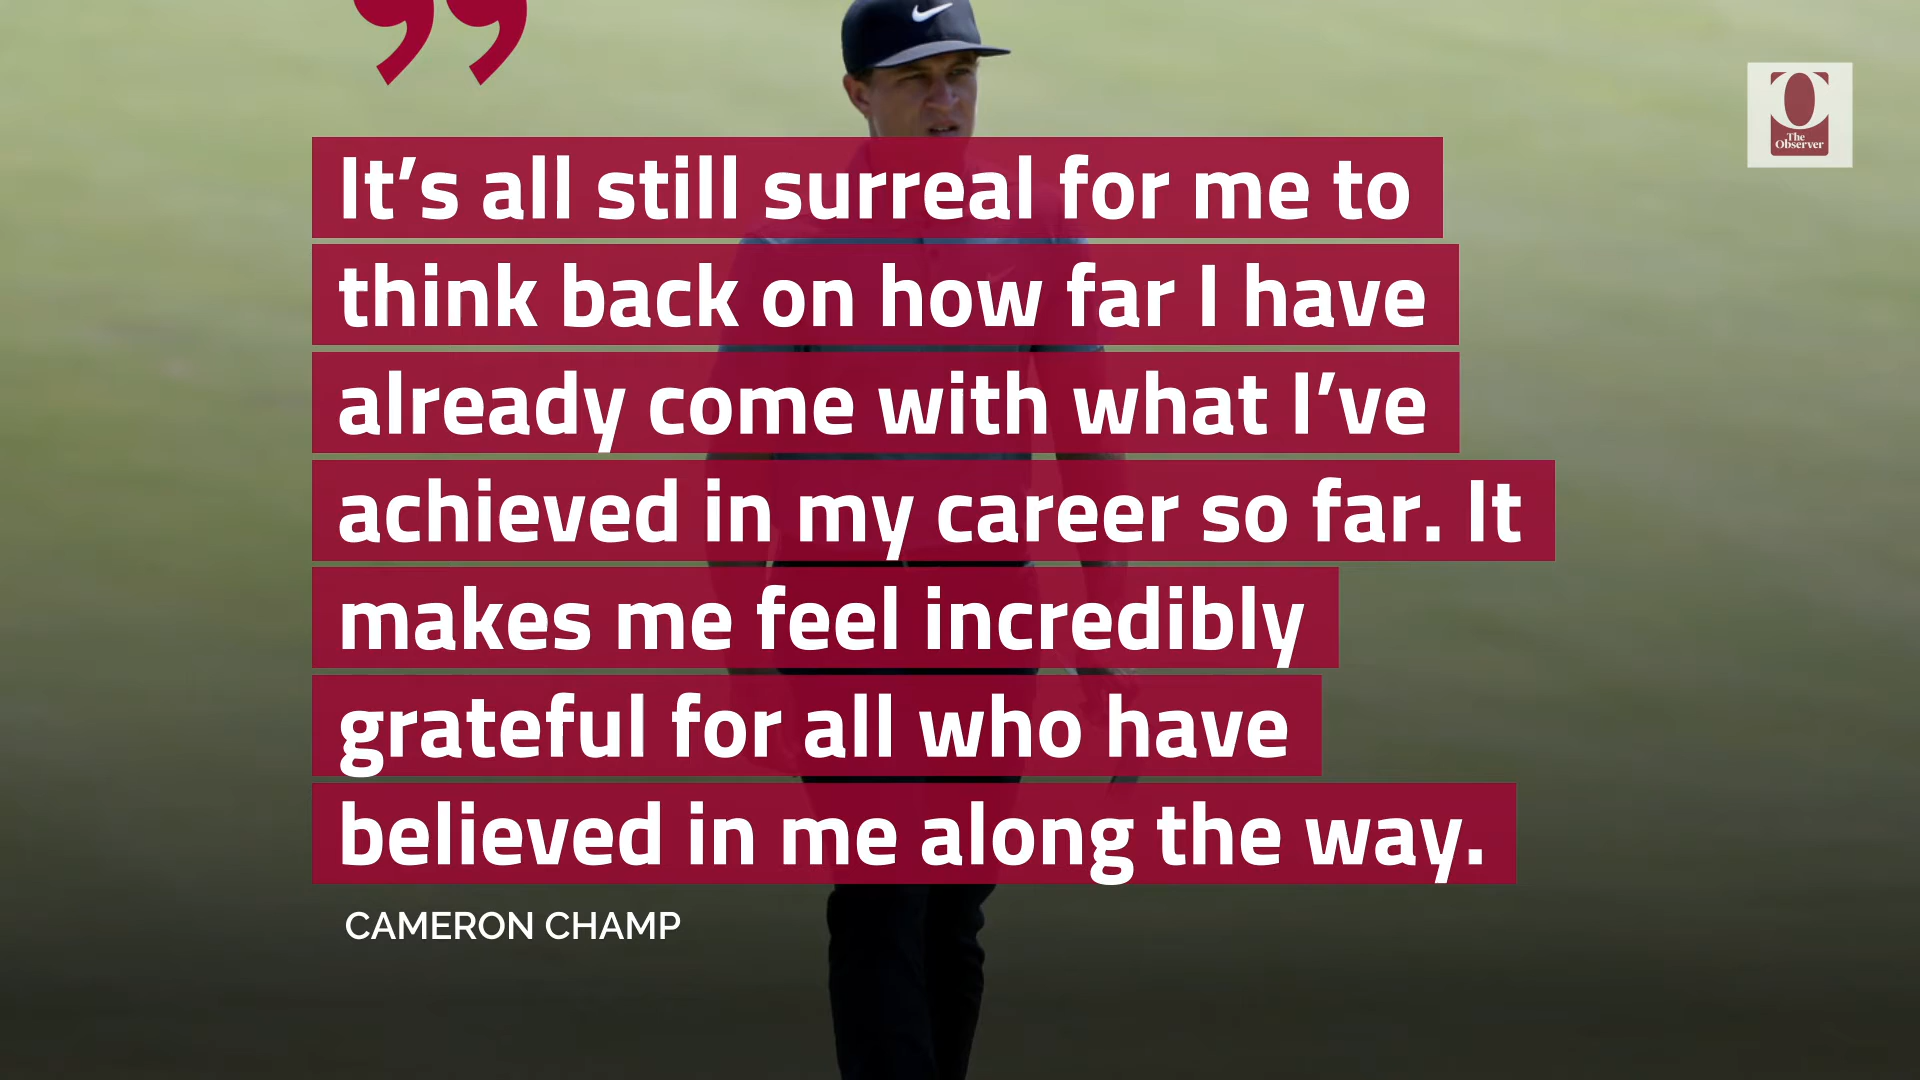 ”
The
Observer
It’s all still surreal for me to
think back on how far I have
already come with what I’ve
achieved in my career so far. It
makes me feel incredibly
grateful for all who have
believed in me along the way.
CAMERON CHAMP